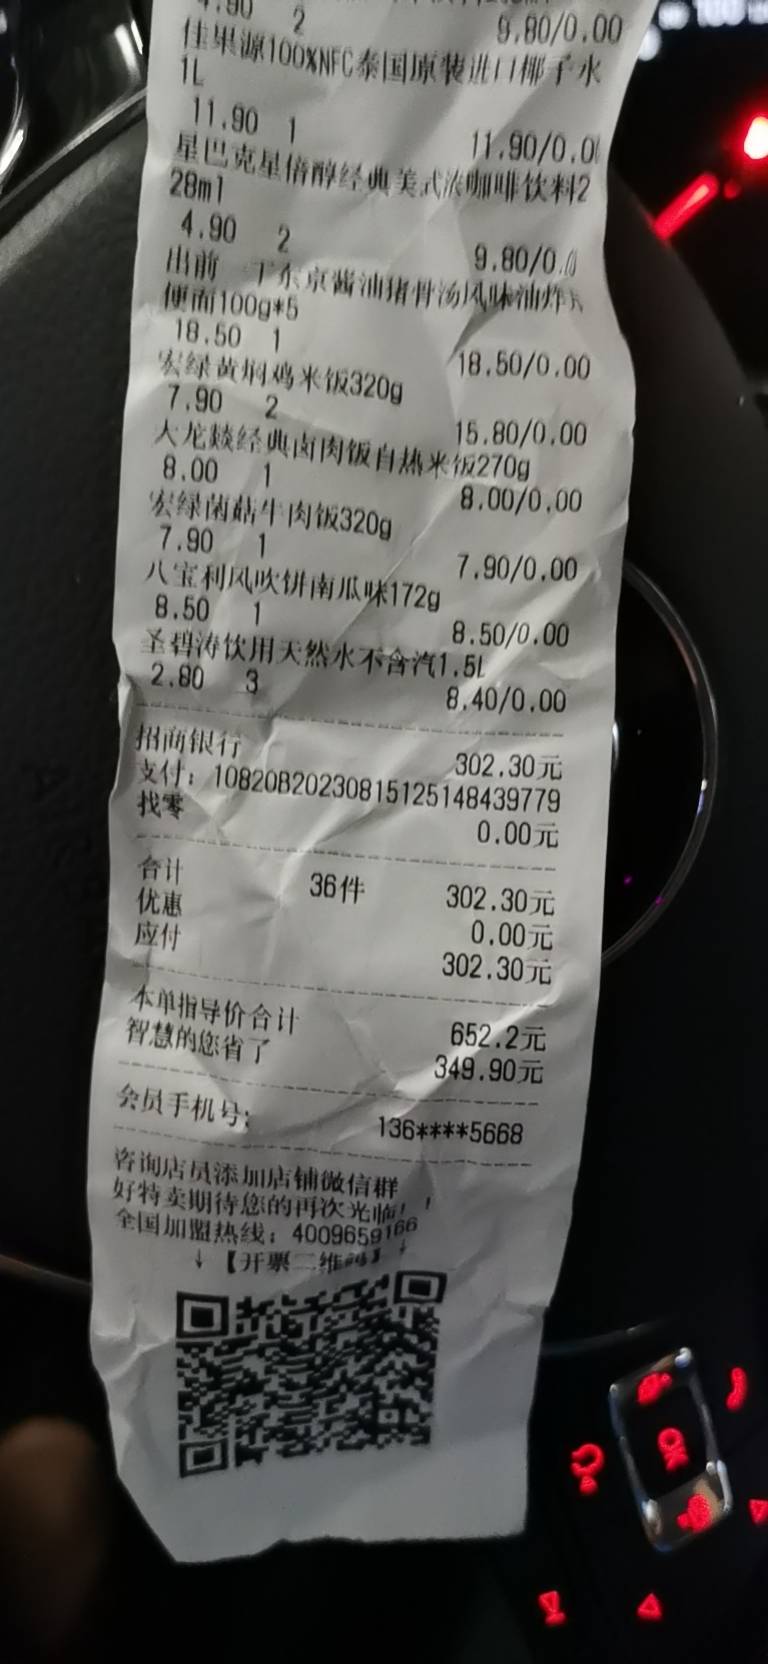 4.90 2 9.80/0.00
佳果源100%NFC泰国原装进口椰子水
1L
11.90 1 11.90/0.0
星巴克星倍醇经典美式浓咖啡饮料2
28ml
4.90 2 9.80/0.0
出前一丁东京酱油猪骨汤风味油炸方
便面100g*5
18.50 1 18.50/0.00
宏绿黄焖鸡米饭320g
7.90 2 15.80/0.00
大龙燚经典卤肉饭自热米饭270g
8.00 1 8.00/0.00
宏绿菌菇牛肉饭320g
7.90 1 7.90/0.00
八宝利风吹饼南瓜味172g
8.50 1 8.50/0.00
圣碧涛饮用天然水不含汽1.5L
2.80 3 8.40/0.00
招商银行 302.30元
支付：10820B20230815125148439779
找零 0.00元
合计 36件 302.30元
优惠 0.00元
应付 302.30元
本单指导价合计 652.2元
智慧的您省了 349.90元
会员手机号： 136****5668
咨询店员添加店铺微信群
好特卖期待您的再次光临！！
全国加盟热线：4009659166
↓【开票二维码】↓
OK